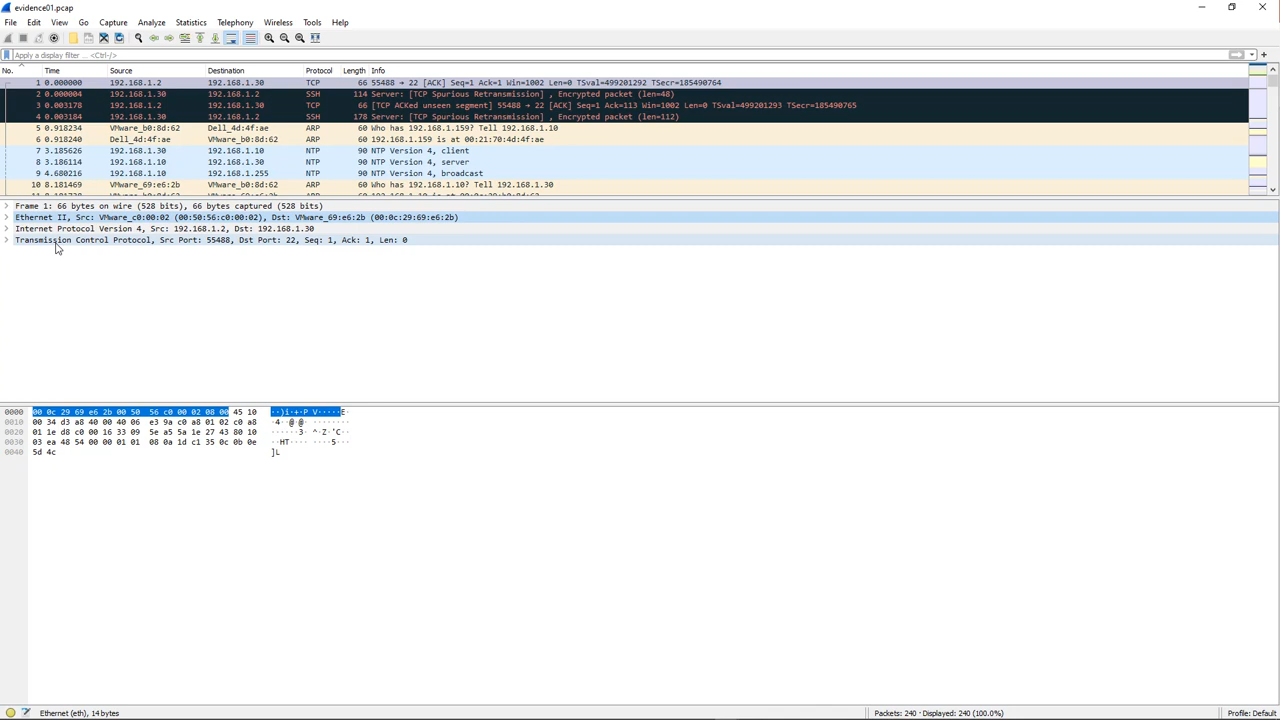 evidence01.pcap
File Edit View Go Capture Analyze Statistics Telephony Wireless Tools Help
Apply a display filter ... <Ctrl-/>
No. Time Source Destination Protocol Length Info
1 0.000000 192.168.1.2 192.168.1.30 TCP 66 55488 → 22 [ACK] Seq=1 Ack=1 Win=1002 Len=0 TSval=499201292 TSecr=185490764
2 0.000004 192.168.1.30 192.168.1.2 SSH 114 Server: [TCP Spurious Retransmission] , Encrypted packet (len=48)
3 0.003178 192.168.1.2 192.168.1.30 TCP 66 [TCP ACKed unseen segment] 55488 → 22 [ACK] Seq=1 Ack=113 Win=1002 Len=0 TSval=499201293 TSecr=185490765
4 0.003184 192.168.1.30 192.168.1.2 SSH 178 Server: [TCP Spurious Retransmission] , Encrypted packet (len=112)
5 0.918234 VMware_b0:8d:62 Dell_4d:4f:ae ARP 60 Who has 192.168.1.159? Tell 192.168.1.10
6 0.918240 Dell_4d:4f:ae VMware_b0:8d:62 ARP 60 192.168.1.159 is at 00:21:70:4d:4f:ae
7 3.185626 192.168.1.30 192.168.1.10 NTP 90 NTP Version 4, client
8 3.186114 192.168.1.10 192.168.1.30 NTP 90 NTP Version 4, server
9 4.680216 192.168.1.10 192.168.1.255 NTP 90 NTP Version 4, broadcast
10 8.181469 VMware_69:e6:2b VMware_b0:8d:62 ARP 60 Who has 192.168.1.10? Tell 192.168.1.30
Frame 1: 66 bytes on wire (528 bits), 66 bytes captured (528 bits)
Ethernet II, Src: VMware_c0:00:02 (00:50:56:c0:00:02), Dst: VMware_69:e6:2b (00:0c:29:69:e6:2b)
Internet Protocol Version 4, Src: 192.168.1.2, Dst: 192.168.1.30
Transmission Control Protocol, Src Port: 55488, Dst Port: 22, Seq: 1, Ack: 1, Len: 0
0000 00 0c 29 69 e6 2b 00 50 56 c0 00 02 08 00 45 10 ··)i·+·P V·····E·
0010 00 34 d3 a8 40 00 40 06 e3 9a c0 a8 01 02 c0 a8 ·4··@·@· ········
0020 01 1e d8 c0 00 16 33 09 5e a5 5a 1e 27 43 80 10 ······3· ^·Z·'C··
0030 03 ea 48 54 00 00 01 01 08 0a 1d c1 35 0c 0b 0e ··HT···· ····5···
0040 5d 4c ]L
Ethernet (eth), 14 bytes Packets: 240 · Displayed: 240 (100.0%) Profile: Default